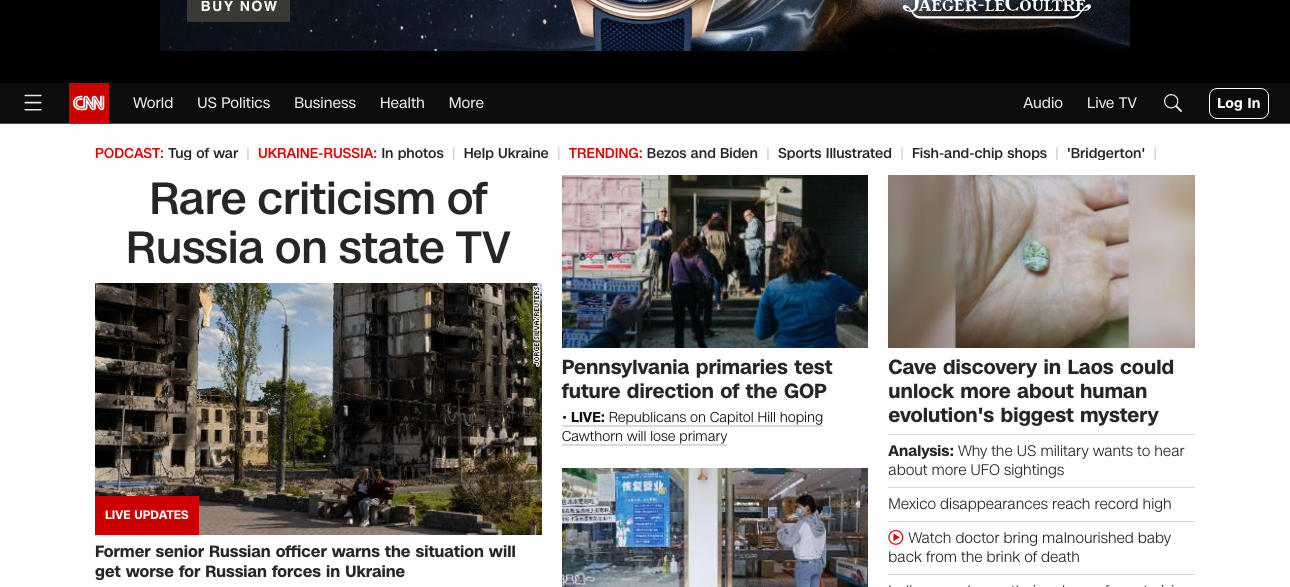 BUY NOW
JAEGER-LECOULTRE
CNN
World
US Politics
Business
Health
More
Audio
Live TV
Log In
PODCAST: Tug of war
UKRAINE-RUSSIA: In photos
Help Ukraine
TRENDING: Bezos and Biden
Sports Illustrated
Fish-and-chip shops
'Bridgerton'
Rare criticism of
Russia on state TV
JORGE SILVA/REUTERS
LIVE UPDATES
Former senior Russian officer warns the situation will
get worse for Russian forces in Ukraine
Pennsylvania primaries test
future direction of the GOP
• LIVE: Republicans on Capitol Hill hoping
Cawthorn will lose primary
恢复营业
Cave discovery in Laos could
unlock more about human
evolution's biggest mystery
Analysis: Why the US military wants to hear
about more UFO sightings
Mexico disappearances reach record high
Watch doctor bring malnourished baby
back from the brink of death